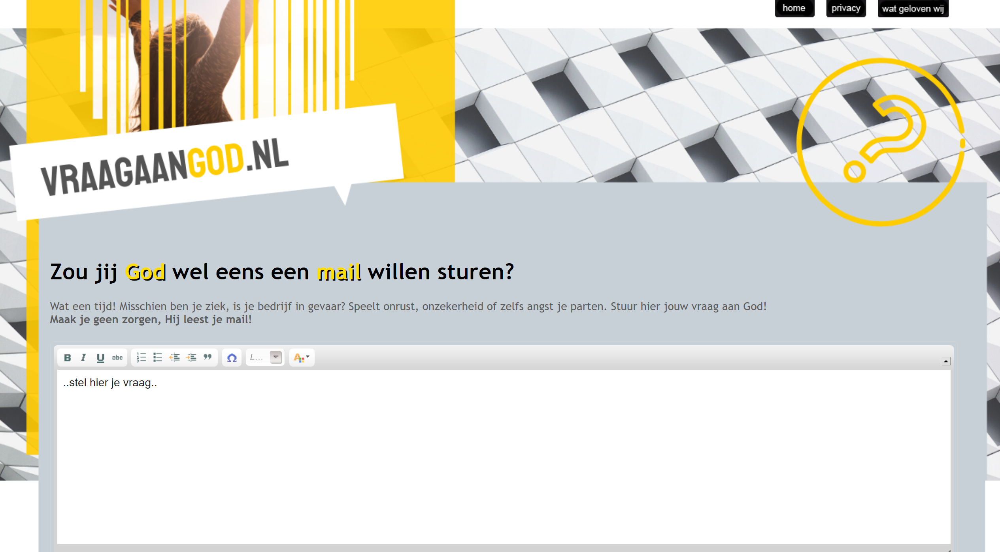 home
privacy
wat geloven wij
VRAAGAANGOD.NL
Zou jij God wel eens een mail willen sturen?
Wat een tijd! Misschien ben je ziek, is je bedrijf in gevaar? Speelt onrust, onzekerheid of zelfs angst je parten. Stuur hier jouw vraag aan God!
Maak je geen zorgen, Hij leest je mail!
B I U abc L...
..stel hier je vraag..